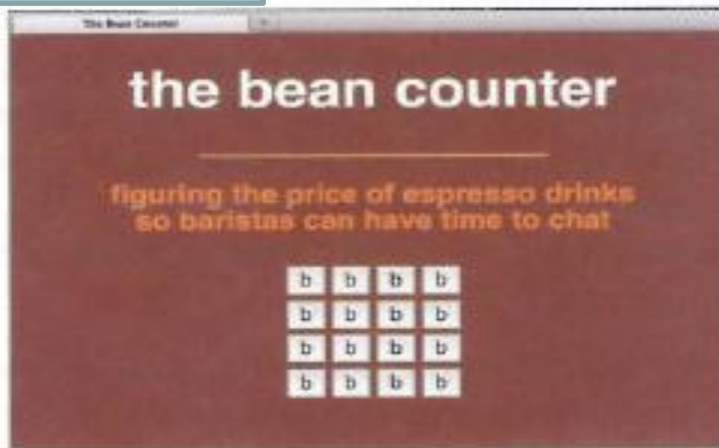 The Bean Counter
the bean counter
figuring the price of espresso drinks
so baristas can have time to chat
b b b b
b b b b
b b b b
b b b b